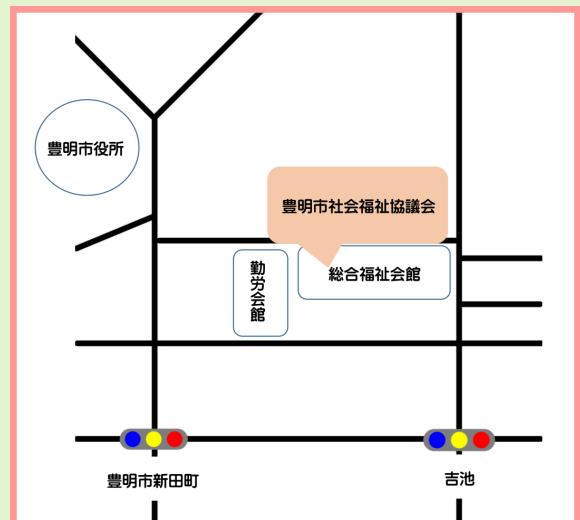 豊明市役所
豊明市社会福祉協議会
勤労会館
総合福祉会館
豊明市新田町
吉池